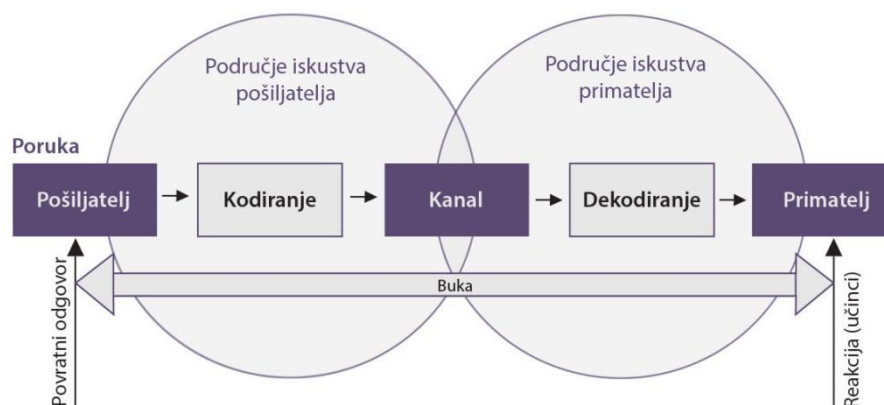 Područje iskustva
pošiljatelja
Područje iskustva
primatelja
Poruka
Pošiljatelj
Kodiranje
Kanal
Dekodiranje
Primatelj
Buka
Povratni odgovor
Reakcija (učinci)